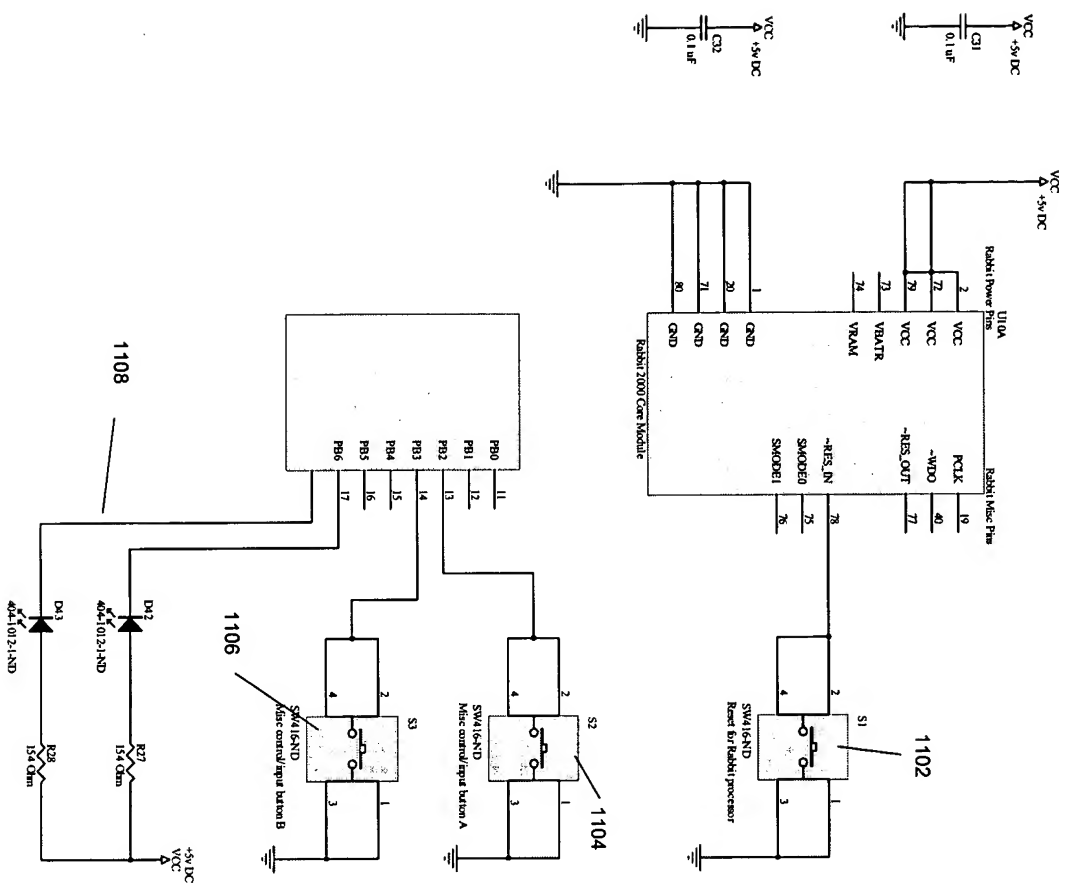 VCC
+5v DC
C32
0.1 uF
VCC
+5v DC
C31
0.1 uF
VCC
+5v DC
Rabbit Power Pins
U10A
Rabbit Misc Pins
2
VCC
72
VCC
79
VCC
73
VBATR
74
VRAM
1
GND
20
GND
71
GND
80
GND
PCLK
19
~WDO
40
~RES_OUT
77
~RES_IN
78
SMODE0
75
SMODE1
76
Rabbit 2000 Core Module
S1
2
4
1
3
SW416-ND
Reset for Rabbit processor
1102
PB0
11
PB1
12
PB2
13
PB3
14
PB4
15
PB5
16
PB6
17
S2
2
4
1
3
SW416-ND
Misc control/input button A
1104
S3
2
4
1
3
SW416-ND
Misc control/input button B
1106
1108
D42
404-1012-1-ND
R27
154 Ohm
D43
404-1012-1-ND
R28
154 Ohm
+5v DC
VCC